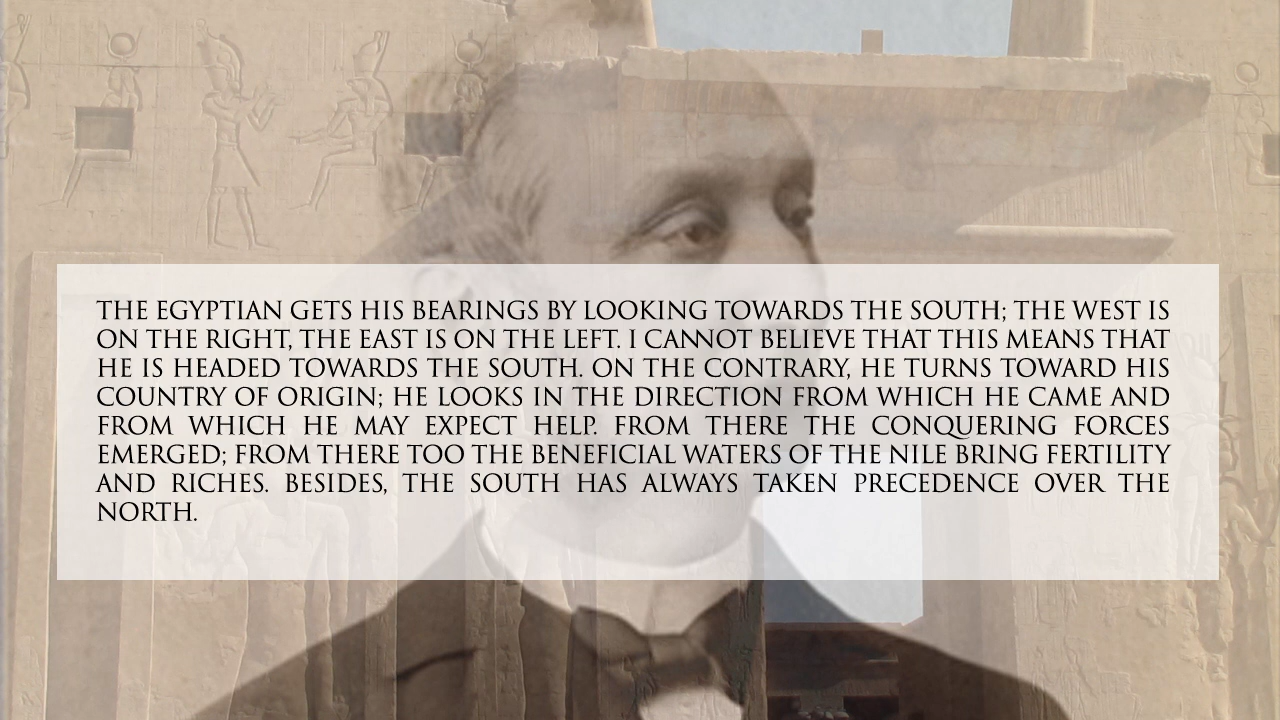 THE EGYPTIAN GETS HIS BEARINGS BY LOOKING TOWARDS THE SOUTH; THE WEST IS
ON THE RIGHT, THE EAST IS ON THE LEFT. I CANNOT BELIEVE THAT THIS MEANS THAT
HE IS HEADED TOWARDS THE SOUTH. ON THE CONTRARY, HE TURNS TOWARD HIS
COUNTRY OF ORIGIN; HE LOOKS IN THE DIRECTION FROM WHICH HE CAME AND
FROM WHICH HE MAY EXPECT HELP. FROM THERE THE CONQUERING FORCES
EMERGED; FROM THERE TOO THE BENEFICIAL WATERS OF THE NILE BRING FERTILITY
AND RICHES. BESIDES, THE SOUTH HAS ALWAYS TAKEN PRECEDENCE OVER THE
NORTH.